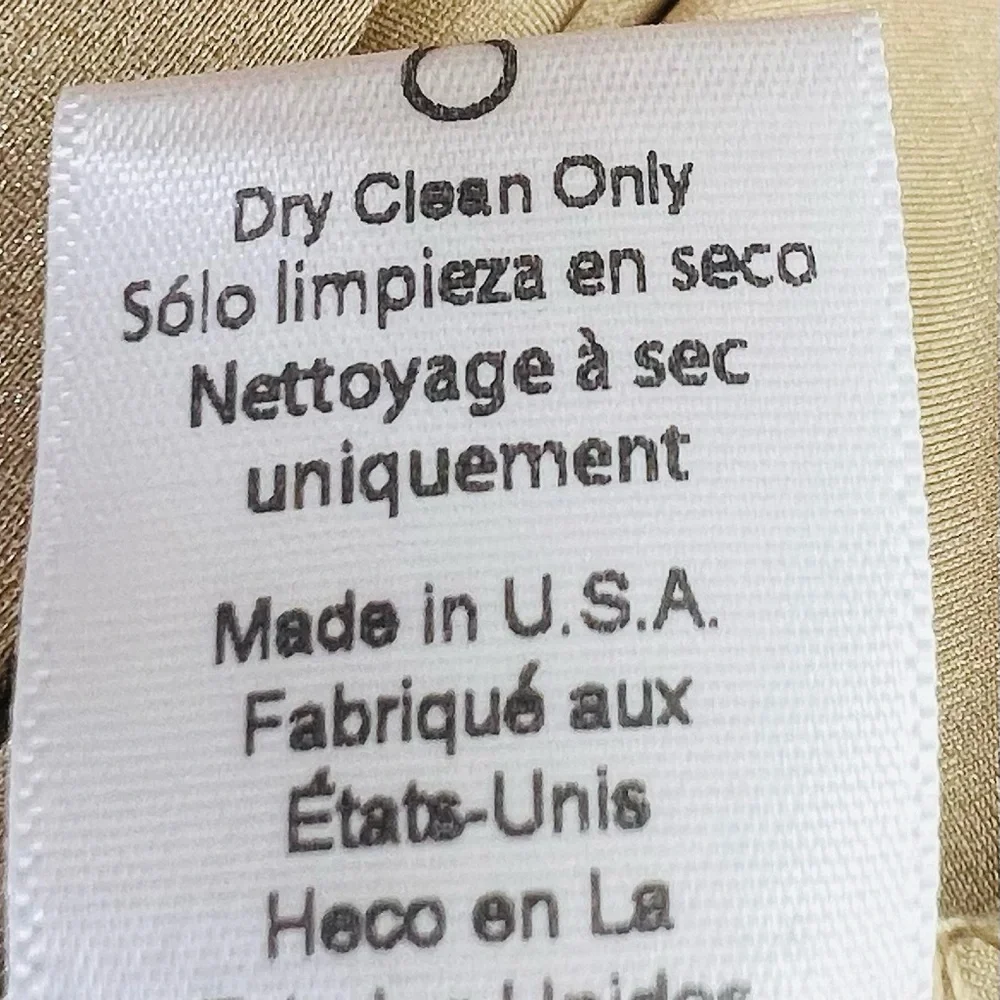 Dry Clean Only
Sólo limpieza en seco
Nettoyage à sec
uniquement
Made in U.S.A.
Fabriqué aux
États-Unis
Heco en La
Unidos